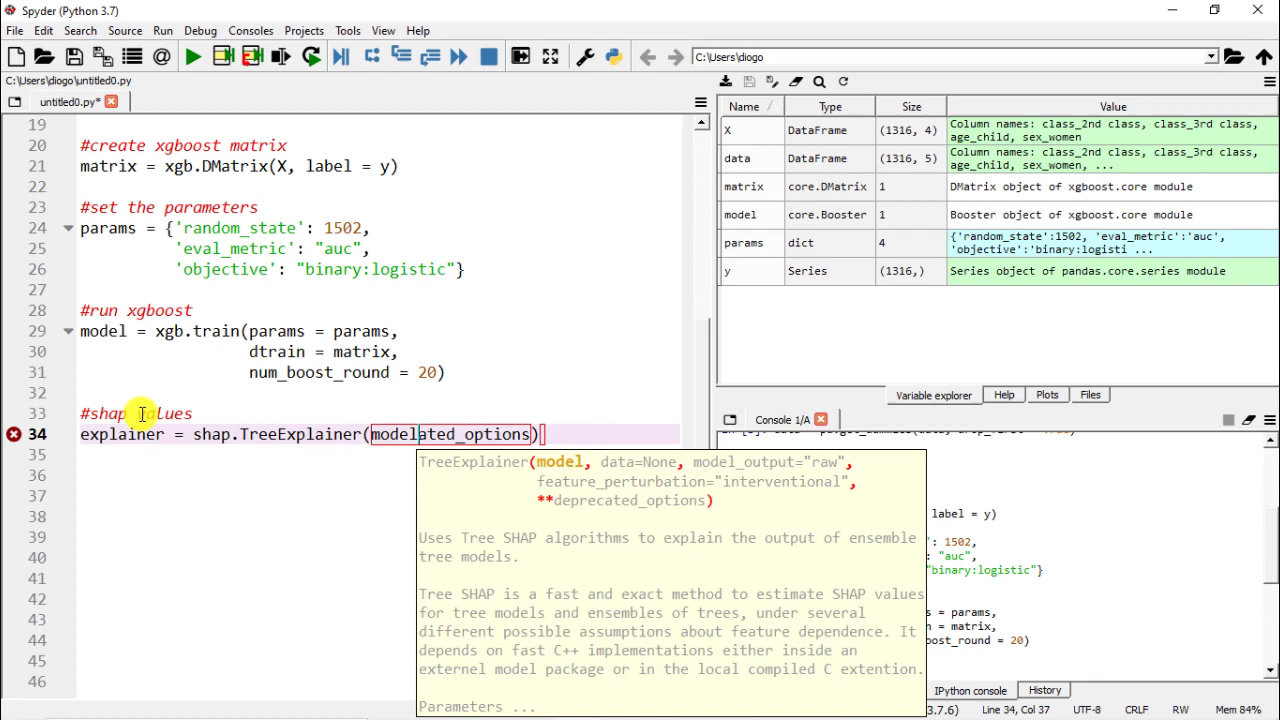 Spyder (Python 3.7)
File Edit Search Source Run Debug Consoles Projects Tools View Help
C:\Users\diogo
C:\Users\diogo\untitled0.py
untitled0.py*
19
20 #create xgboost matrix
21 matrix = xgb.DMatrix(X, label = y)
22
23 #set the parameters
24 params = {'random_state': 1502,
25 'eval_metric': "auc",
26 'objective': "binary:logistic"}
27
28 #run xgboost
29 model = xgb.train(params = params,
30 dtrain = matrix,
31 num_boost_round = 20)
32
33 #shap values
34 explainer = shap.TreeExplainer(modelated_options)
35
36
37
38
39
40
41
42
43
44
45
46
TreeExplainer(model, data=None, model_output="raw",
feature_perturbation="interventional",
**deprecated_options)
Uses Tree SHAP algorithms to explain the output of ensemble
tree models.
Tree SHAP is a fast and exact method to estimate SHAP values
for tree models and ensembles of trees, under several
different possible assumptions about feature dependence. It
depends on fast C++ implementations either inside an
externel model package or in the local compiled C extention.
Parameters ...
Name Type Size Value
X DataFrame (1316, 4) Column names: class_2nd class, class_3rd class,
age_child, sex_women
data DataFrame (1316, 5) Column names: class_2nd class, class_3rd class,
age_child, sex_women, ...
matrix core.DMatrix 1 DMatrix object of xgboost.core module
model core.Booster 1 Booster object of xgboost.core module
params dict 4 {'random_state':1502, 'eval_metric':'auc',
'objective':'binary:logisti ...
y Series (1316,) Series object of pandas.core.series module
Variable explorer Help Plots Files
Console 1/A
label = y)
': 1502,
"auc",
"binary:logistic"}
s = params,
n = matrix,
oost_round = 20)
IPython console History
3.7.6) Line 34, Col 37 UTF-8 CRLF RW Mem 84%